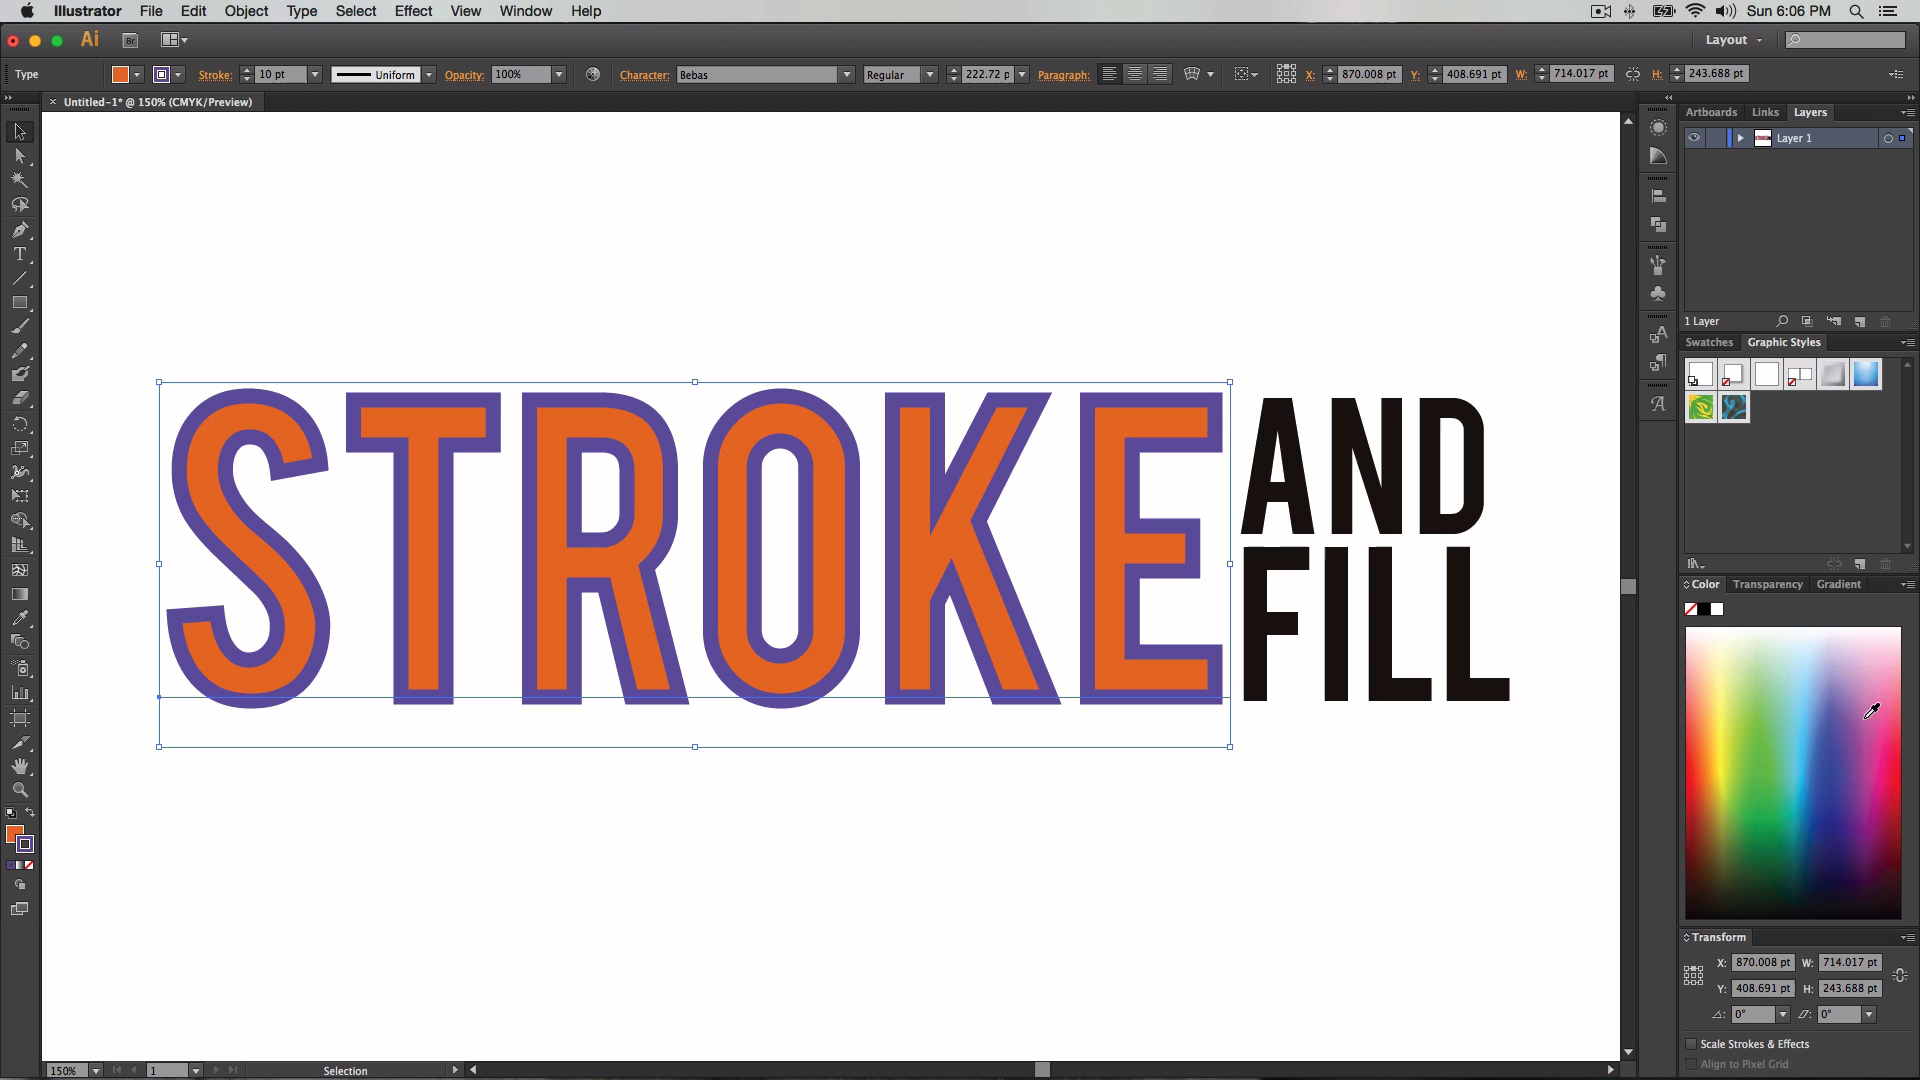 Illustrator File Edit Object Type Select Effect View Window Help Sun 6:06 PM
Ai Br Layout
Type Stroke: 10 pt Uniform Opacity: 100% Character: Bebas Regular 222.72 p Paragraph: X: 870.008 pt Y: 408.691 pt W: 714.017 pt H: 243.688 pt
Untitled-1* @ 150% (CMYK/Preview)
Artboards Links Layers
Layer 1
1 Layer
Swatches Graphic Styles
STROKE
AND
FILL
Color Transparency Gradient
Transform
X: 870.008 pt W: 714.017 pt
Y: 408.691 pt H: 243.688 pt
0° 0°
Scale Strokes & Effects
Align to Pixel Grid
150% 1 Selection